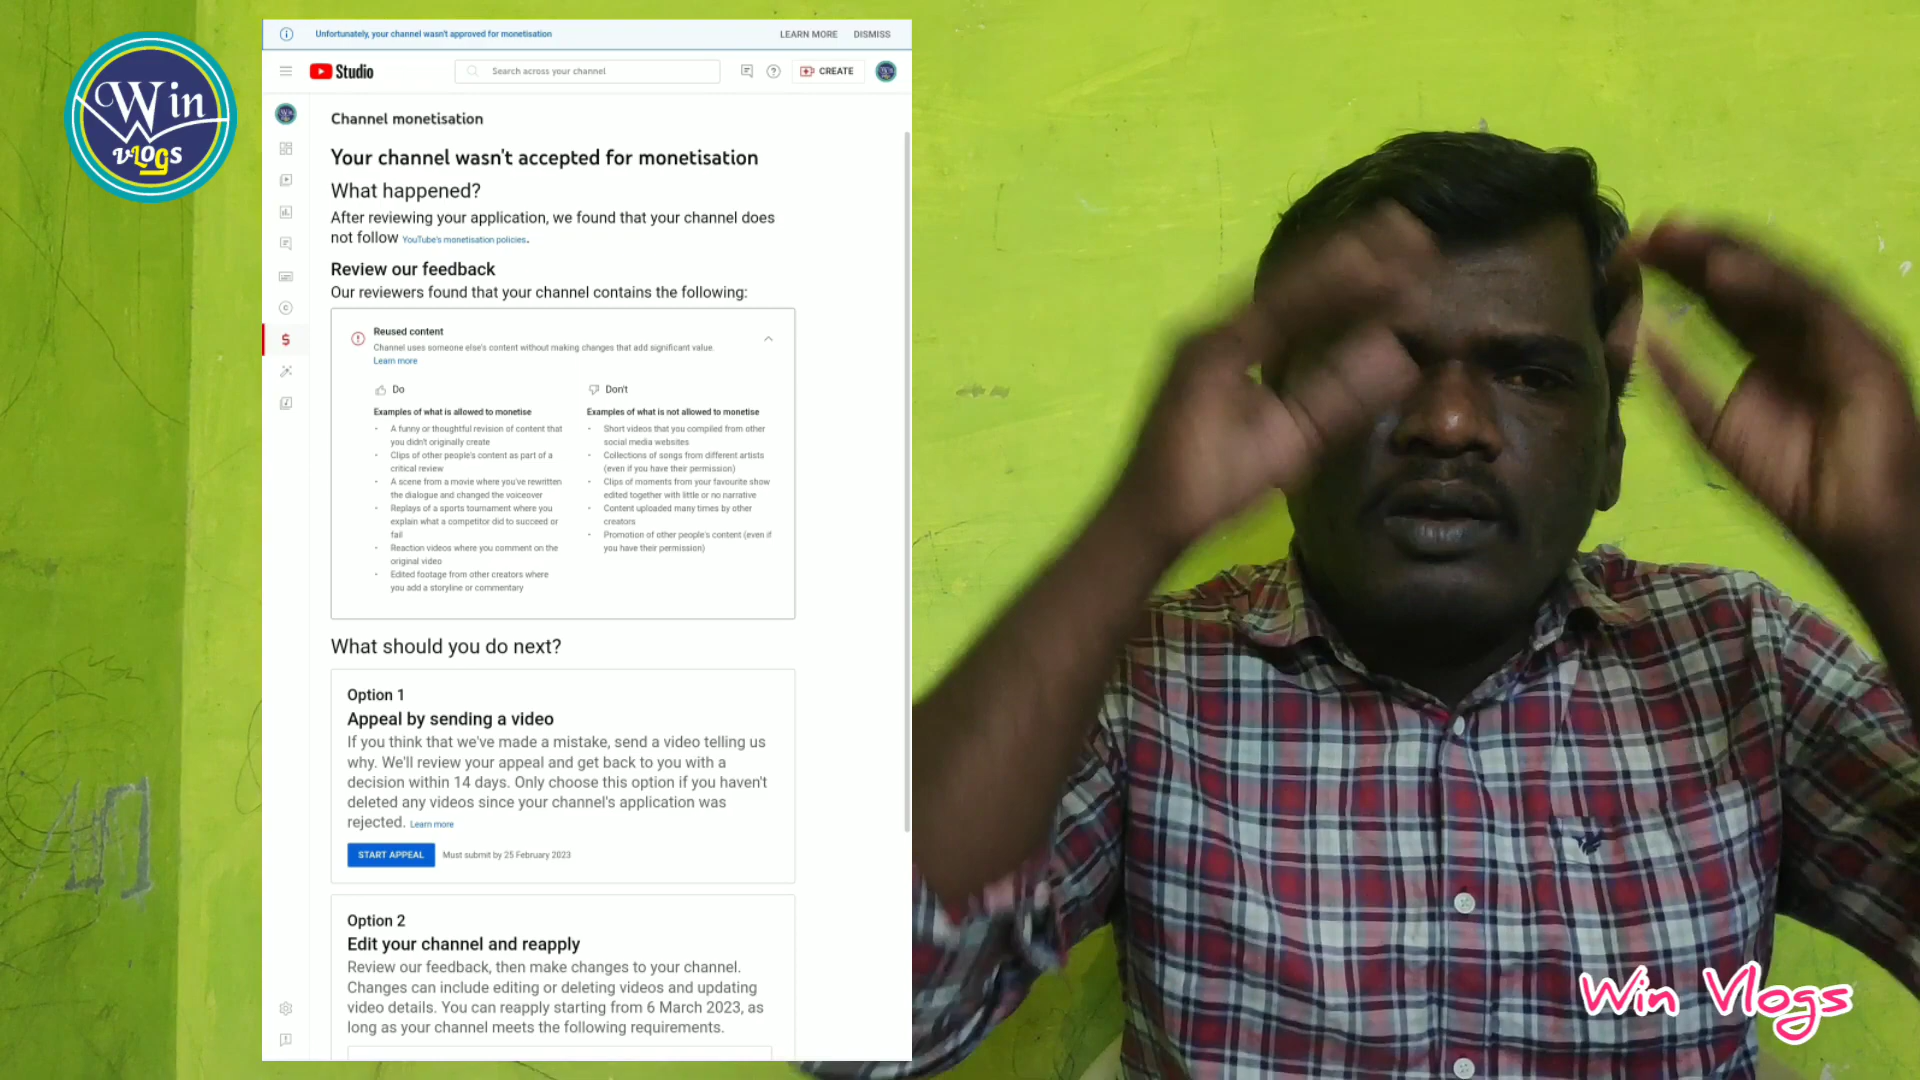 Win
vLOGS
Unfortunately, your channel wasn't approved for monetisation
LEARN MORE
DISMISS
Studio
Search across your channel
CREATE
Channel monetisation
Your channel wasn't accepted for monetisation
What happened?
After reviewing your application, we found that your channel does
not follow YouTube's monetisation policies.
Review our feedback
Our reviewers found that your channel contains the following:
Reused content
Channel uses someone else's content without making changes that add significant value.
Learn more
Do
Examples of what is allowed to monetise
· A funny or thoughtful revision of content that
you didn't originally create
· Clips of other people's content as part of a
critical review
· A scene from a movie where you've rewritten
the dialogue and changed the voiceover
· Replays of a sports tournament where you
explain what a competitor did to succeed or
fail
· Reaction videos where you comment on the
original video
· Edited footage from other creators where
you add a storyline or commentary
Don't
Examples of what is not allowed to monetise
· Short videos that you compiled from other
social media websites
· Collections of songs from different artists
(even if you have their permission)
· Clips of moments from your favourite show
edited together with little or no narrative
· Content uploaded many times by other
creators
· Promotion of other people's content (even if
you have their permission)
What should you do next?
Option 1
Appeal by sending a video
If you think that we've made a mistake, send a video telling us
why. We'll review your appeal and get back to you with a
decision within 14 days. Only choose this option if you haven't
deleted any videos since your channel's application was
rejected. Learn more
START APPEAL
Must submit by 25 February 2023
Option 2
Edit your channel and reapply
Review our feedback, then make changes to your channel.
Changes can include editing or deleting videos and updating
video details. You can reapply starting from 6 March 2023, as
long as your channel meets the following requirements.
Win Vlogs